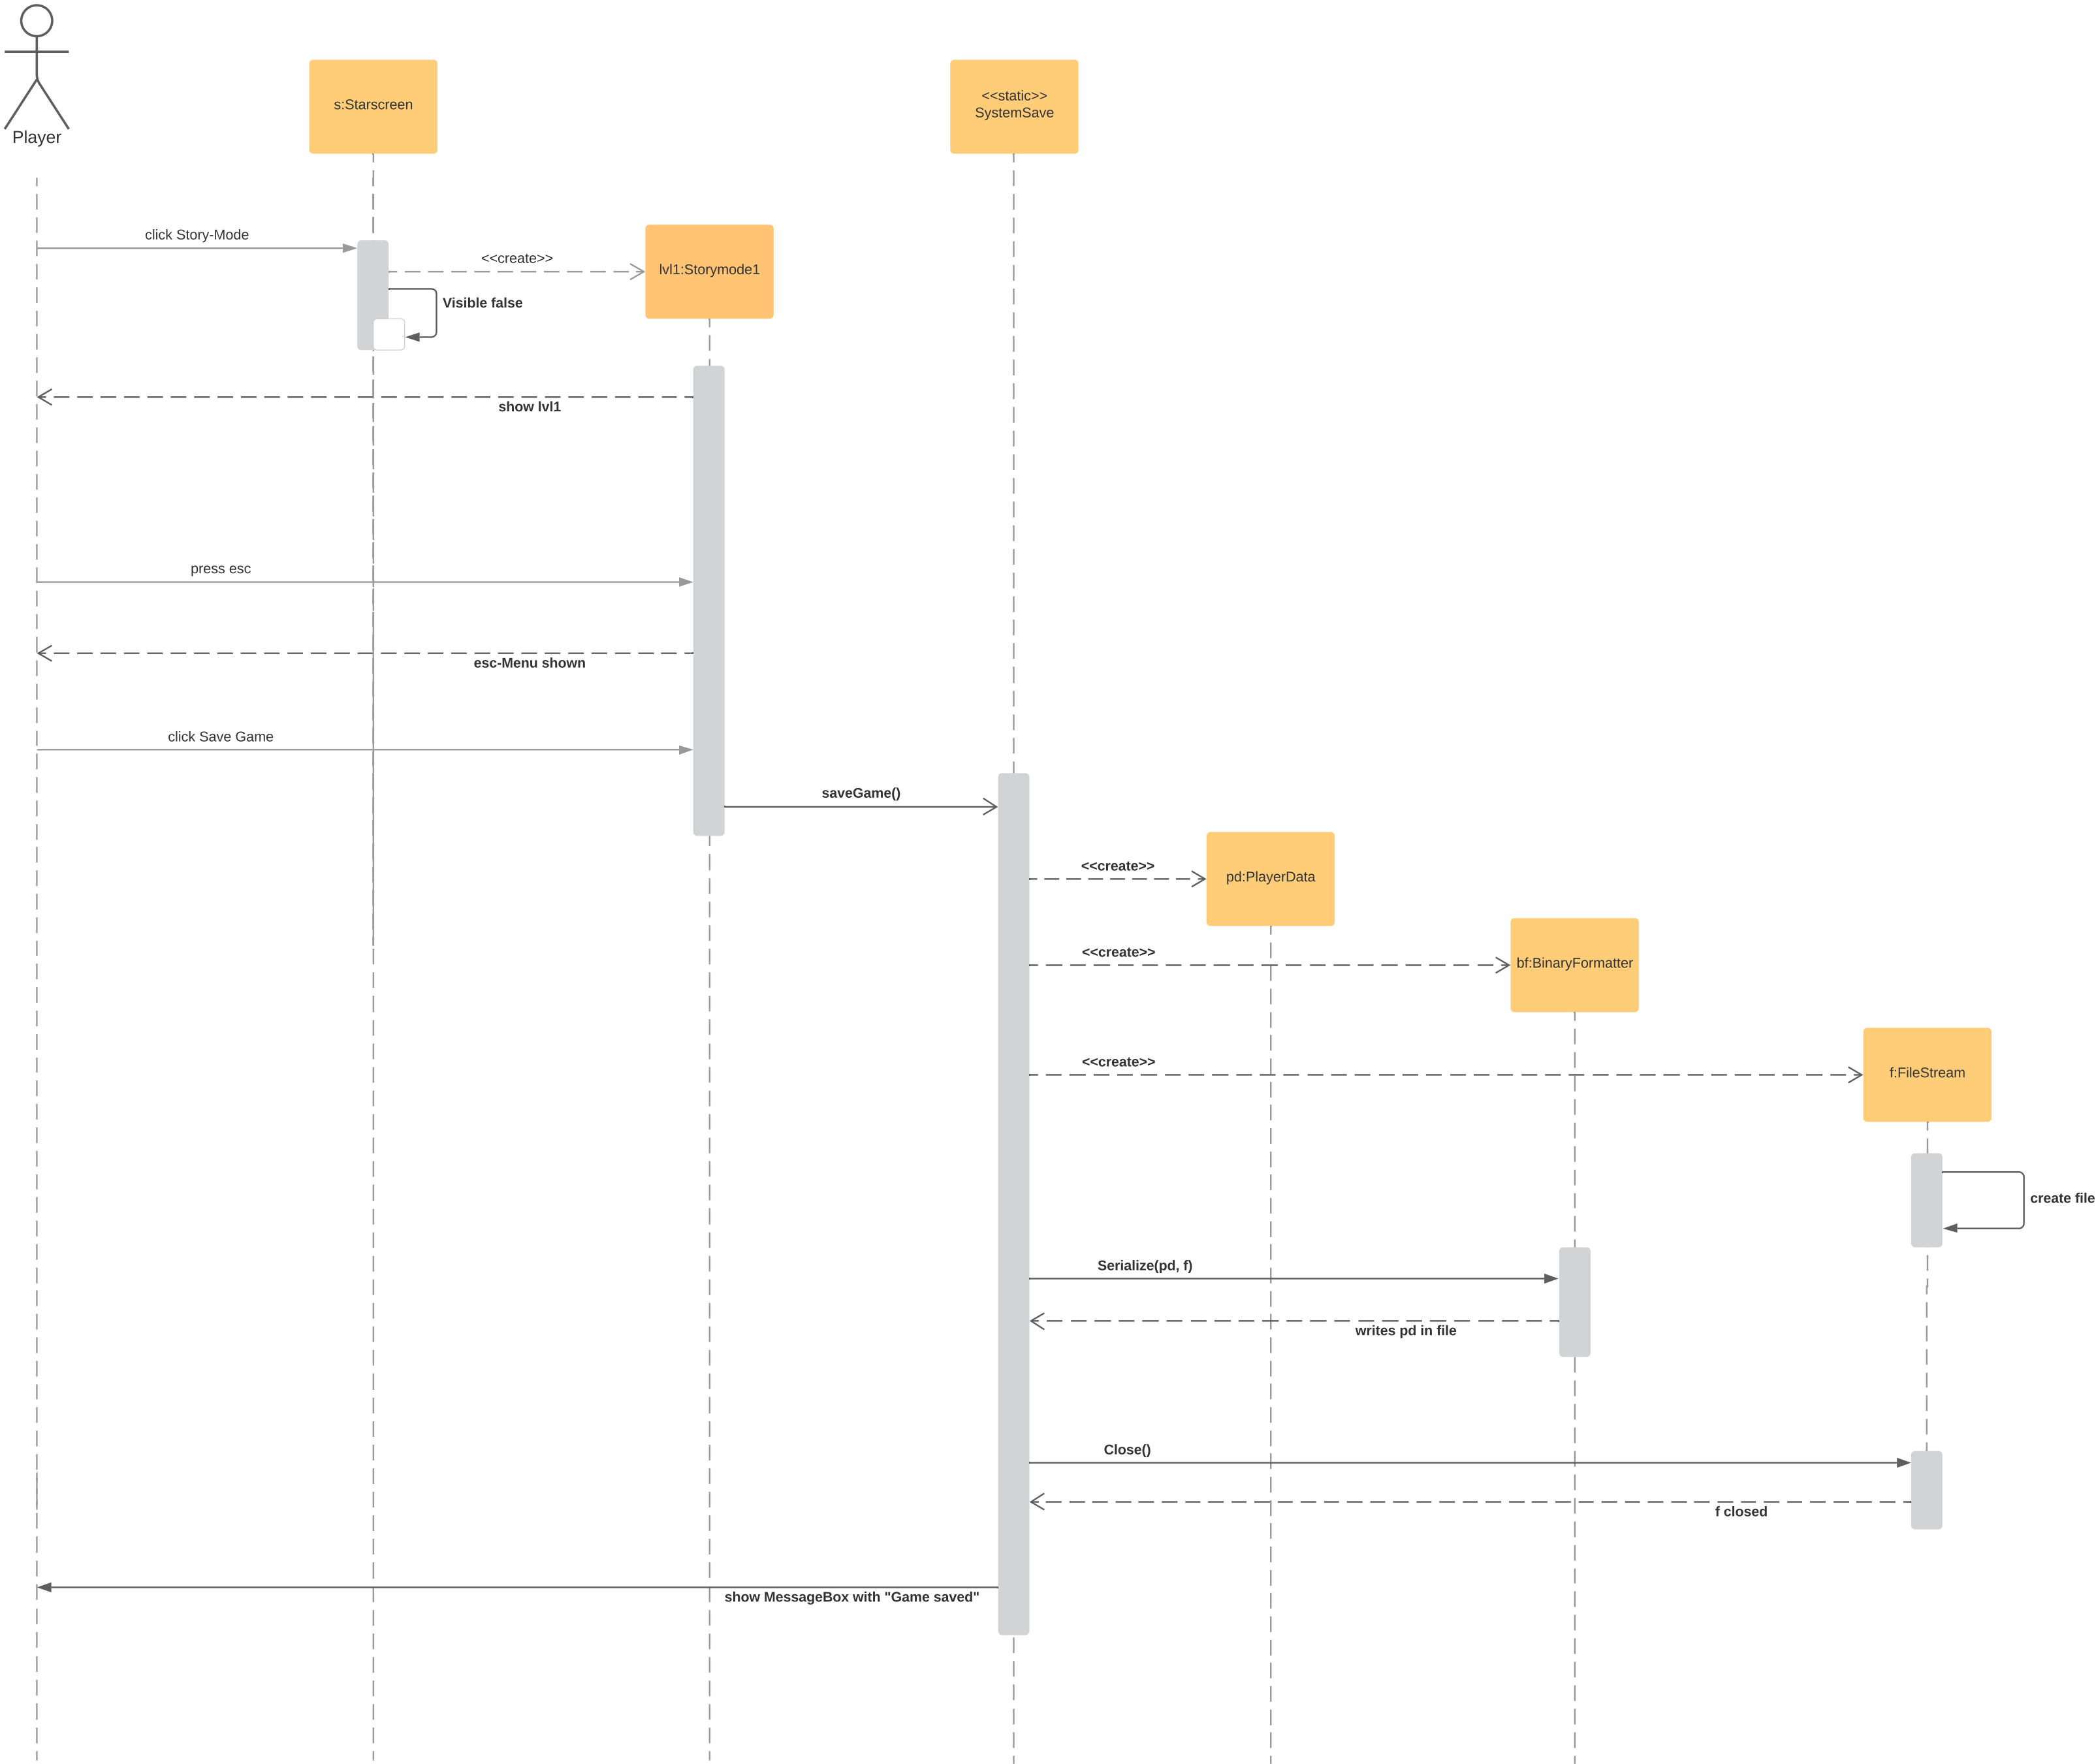 Player
s:Starscreen
<<static>>
SystemSave
click Story-Mode
<<create>>
lvl1:Storymode1
Visible false
show lvl1
press esc
esc-Menu shown
click Save Game
saveGame()
<<create>>
pd:PlayerData
<<create>>
bf:BinaryFormatter
<<create>>
f:FileStream
create file
Serialize(pd, f)
writes pd in file
Close()
f closed
show MessageBox with "Game saved"